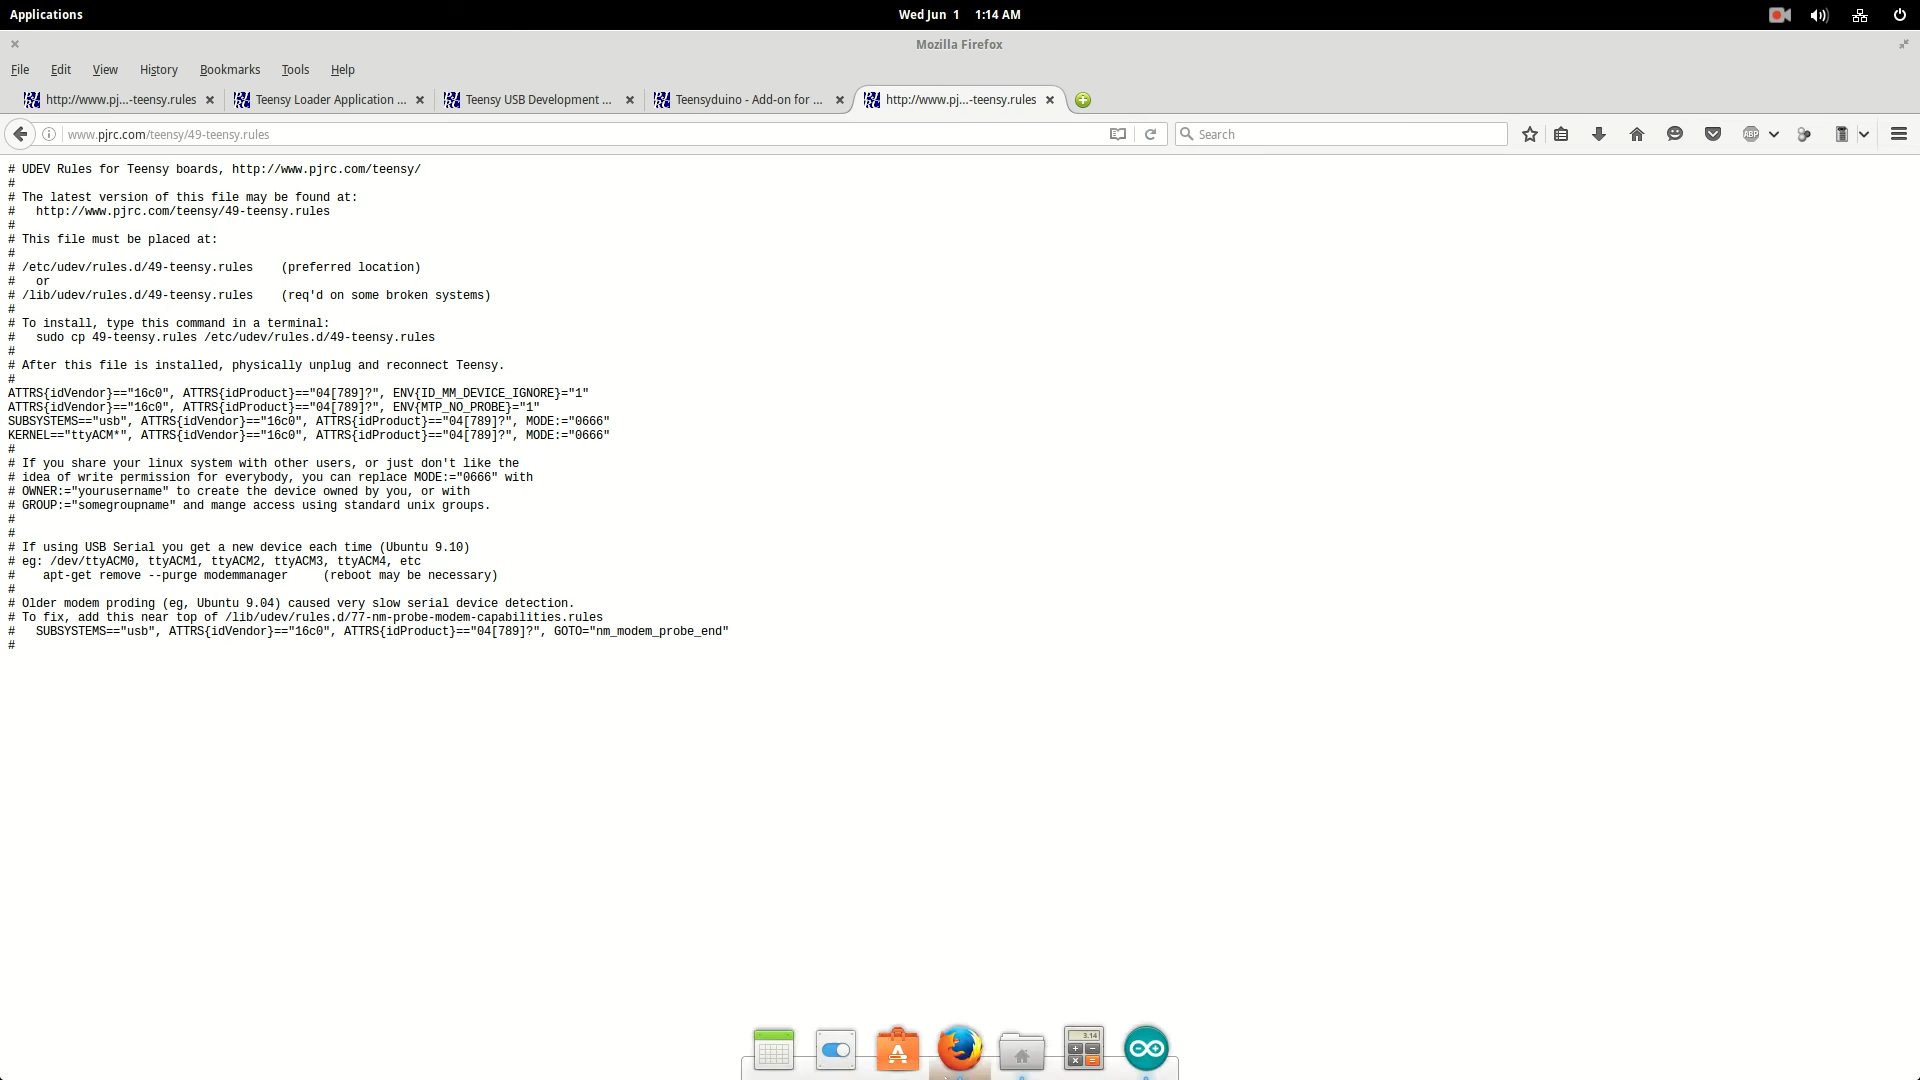 Applications
Wed Jun 1 1:14 AM
Mozilla Firefox
File Edit View History Bookmarks Tools Help
http://www.pj...-teensy.rules
Teensy Loader Application ...
Teensy USB Development ...
Teensyduino - Add-on for ...
http://www.pj...-teensy.rules
www.pjrc.com/teensy/49-teensy.rules
Search
ABP
# UDEV Rules for Teensy boards, http://www.pjrc.com/teensy/
#
# The latest version of this file may be found at:
#   http://www.pjrc.com/teensy/49-teensy.rules
#
# This file must be placed at:
#
# /etc/udev/rules.d/49-teensy.rules    (preferred location)
#   or
# /lib/udev/rules.d/49-teensy.rules    (req'd on some broken systems)
#
# To install, type this command in a terminal:
#   sudo cp 49-teensy.rules /etc/udev/rules.d/49-teensy.rules
#
# After this file is installed, physically unplug and reconnect Teensy.
#
ATTRS{idVendor}=="16c0", ATTRS{idProduct}=="04[789]?", ENV{ID_MM_DEVICE_IGNORE}="1"
ATTRS{idVendor}=="16c0", ATTRS{idProduct}=="04[789]?", ENV{MTP_NO_PROBE}="1"
SUBSYSTEMS=="usb", ATTRS{idVendor}=="16c0", ATTRS{idProduct}=="04[789]?", MODE:="0666"
KERNEL=="ttyACM*", ATTRS{idVendor}=="16c0", ATTRS{idProduct}=="04[789]?", MODE:="0666"
#
# If you share your linux system with other users, or just don't like the
# idea of write permission for everybody, you can replace MODE:="0666" with
# OWNER:="yourusername" to create the device owned by you, or with
# GROUP:="somegroupname" and mange access using standard unix groups.
#
#
# If using USB Serial you get a new device each time (Ubuntu 9.10)
# eg: /dev/ttyACM0, ttyACM1, ttyACM2, ttyACM3, ttyACM4, etc
#    apt-get remove --purge modemmanager     (reboot may be necessary)
#
# Older modem proding (eg, Ubuntu 9.04) caused very slow serial device detection.
# To fix, add this near top of /lib/udev/rules.d/77-nm-probe-modem-capabilities.rules
#   SUBSYSTEMS=="usb", ATTRS{idVendor}=="16c0", ATTRS{idProduct}=="04[789]?", GOTO="nm_modem_probe_end"
#
3.14